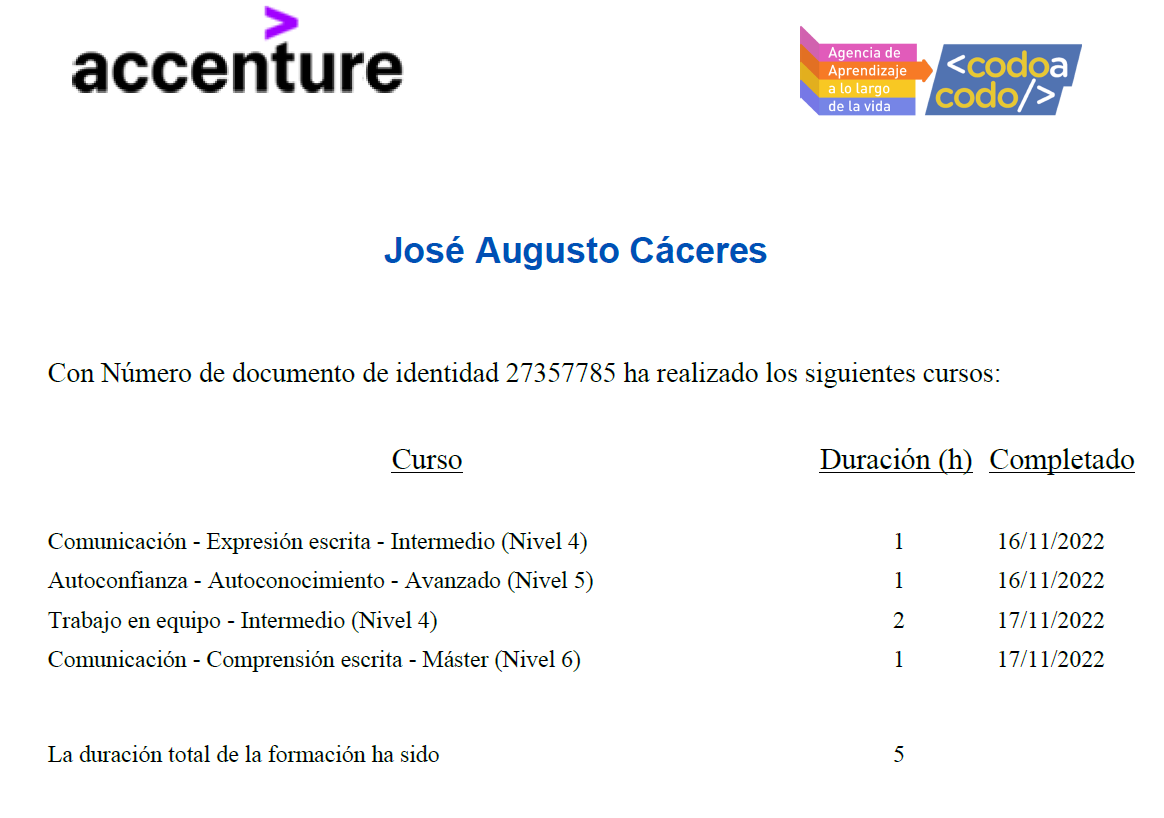 accenture
Agencia de
Aprendizaje
a lo largo
de la vida
<codoa
codo/>
José Augusto Cáceres
Con Número de documento de identidad 27357785 ha realizado los siguientes cursos:
Curso Duración (h) Completado
Comunicación - Expresión escrita - Intermedio (Nivel 4) 1 16/11/2022
Autoconfianza - Autoconocimiento - Avanzado (Nivel 5) 1 16/11/2022
Trabajo en equipo - Intermedio (Nivel 4) 2 17/11/2022
Comunicación - Comprensión escrita - Máster (Nivel 6) 1 17/11/2022
La duración total de la formación ha sido 5